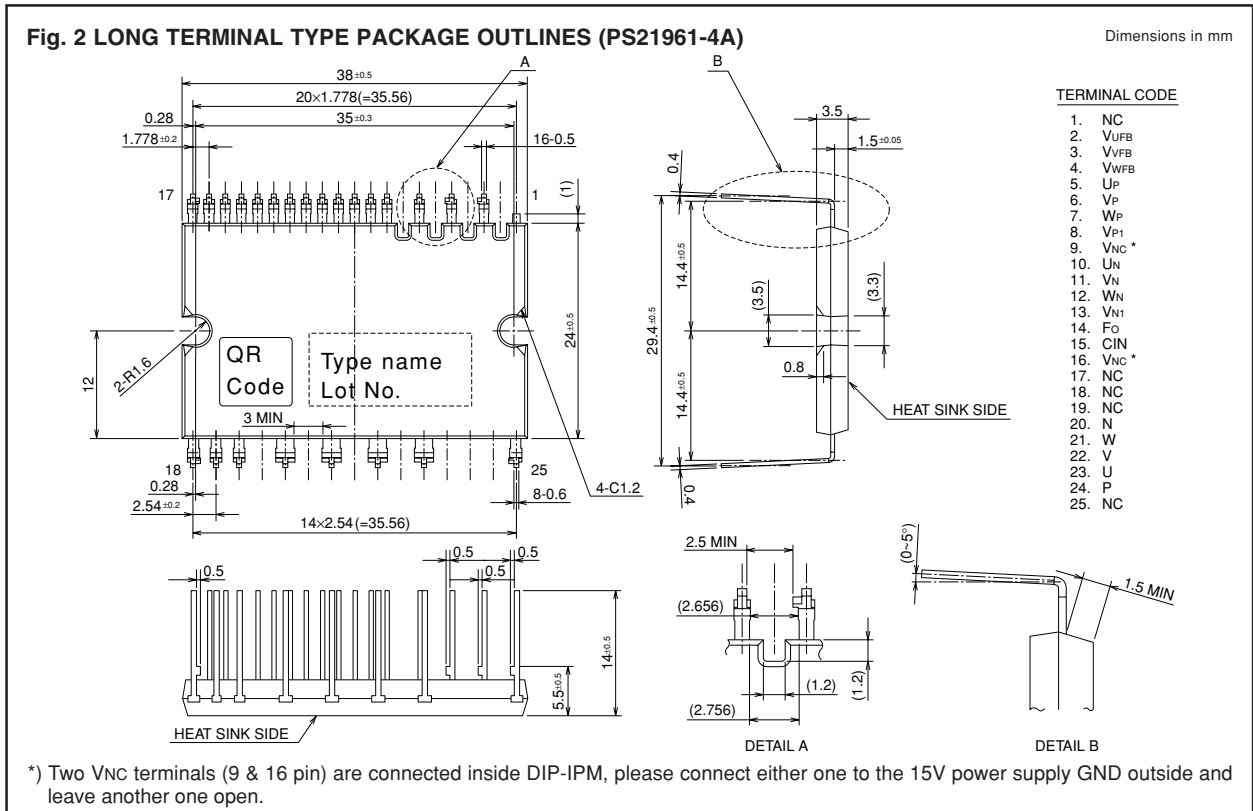 Fig. 2 LONG TERMINAL TYPE PACKAGE OUTLINES (PS21961-4A)
Dimensions in mm
A
B
38±0.5
20×1.778(=35.56)
0.28
35±0.3
1.778±0.2
16-0.5
17
1
(1)
QR
Code
Type name
Lot No.
2-R1.6
12
24±0.5
3 MIN
18
25
0.28
2.54±0.2
8-0.6
4-C1.2
14×2.54(=35.56)
3.5
1.5±0.05
0.4
14.4±0.5
29.4±0.5
(3.5)
(3.3)
14.4±0.5
0.8
HEAT SINK SIDE
0.4
TERMINAL CODE
1. NC
2. VUFB
3. VVFB
4. VWFB
5. UP
6. VP
7. WP
8. VP1
9. VNC *
10. UN
11. VN
12. WN
13. VN1
14. FO
15. CIN
16. VNC *
17. NC
18. NC
19. NC
20. N
21. W
22. V
23. U
24. P
25. NC
0.5
0.5
0.5
0.5
14±0.5
5.5±0.5
HEAT SINK SIDE
2.5 MIN
(2.656)
(1.2)
(1.2)
(2.756)
DETAIL A
(0~5°)
1.5 MIN
DETAIL B
*) Two VNC terminals (9 & 16 pin) are connected inside DIP-IPM, please connect either one to the 15V power supply GND outside and
leave another one open.